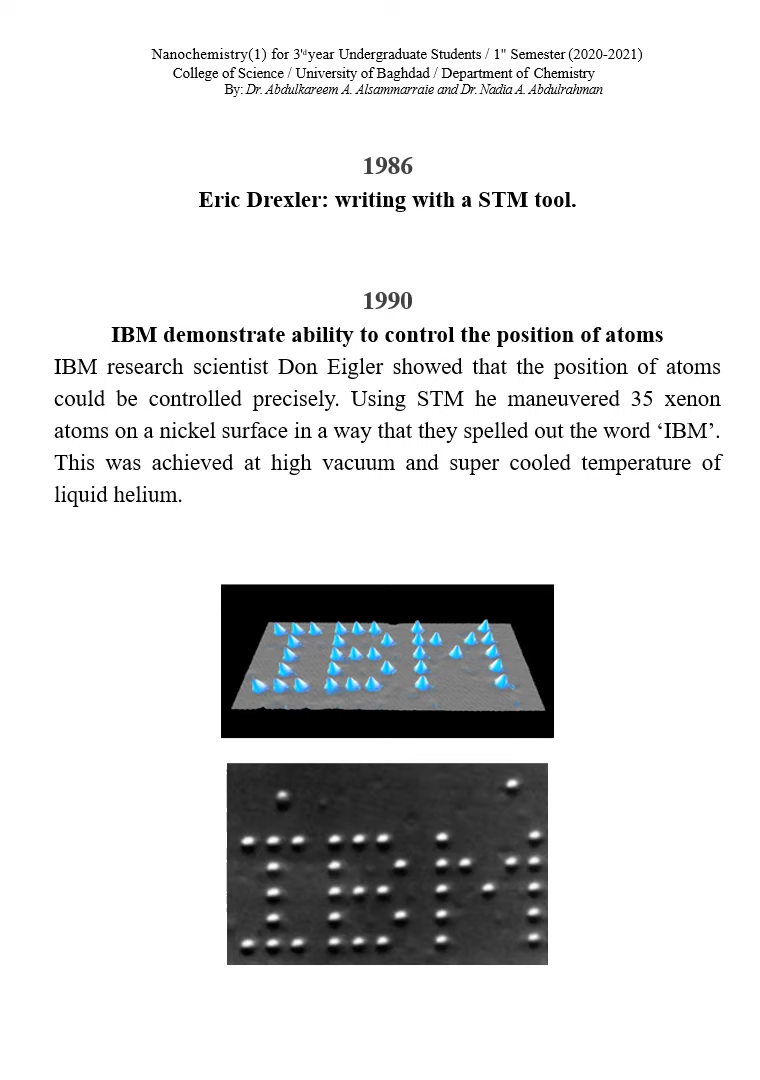 Nanochemistry(1) for 3'ᵈ year Undergraduate Students / 1" Semester (2020-2021)
College of Science / University of Baghdad / Department of Chemistry
By: Dr. Abdulkareem A. Alsammarraie and Dr. Nadia A. Abdulrahman
1986
Eric Drexler: writing with a STM tool.
1990
IBM demonstrate ability to control the position of atoms
IBM research scientist Don Eigler showed that the position of atoms
could be controlled precisely. Using STM he maneuvered 35 xenon
atoms on a nickel surface in a way that they spelled out the word ‘IBM’.
This was achieved at high vacuum and super cooled temperature of
liquid helium.
IBM
IBM